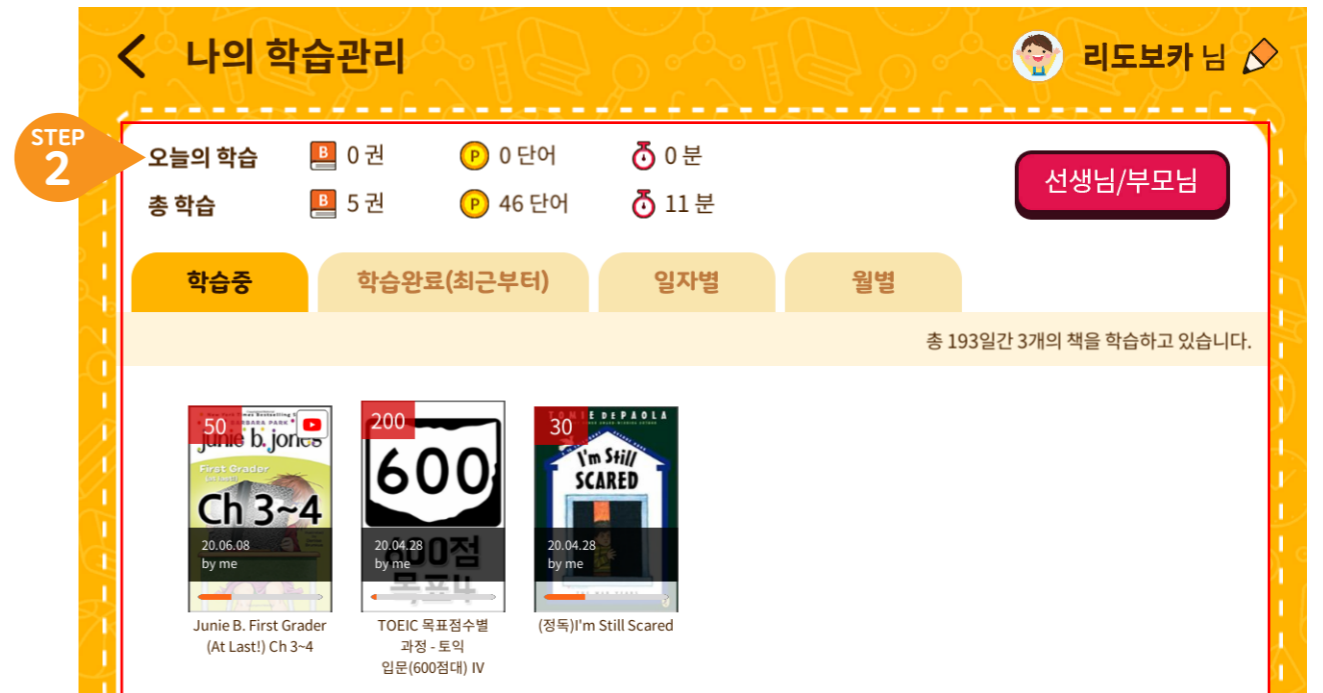 나의 학습관리
리도보카 님
STEP
2
오늘의 학습 B 0 권 P 0 단어 0 분
총 학습 B 5 권 P 46 단어 11 분
선생님/부모님
학습중 학습완료(최근부터) 일자별 월별
총 193일간 3개의 책을 학습하고 있습니다.
50
junie b. jones
First Grader
Ch 3~4
20.06.08
by me
Junie B. First Grader
(At Last!) Ch 3~4
200
600
600점
목표4
20.04.28
by me
TOEIC 목표점수별
과정 - 토익
입문(600점대) IV
30
TOMIE DEPAOLA
I'm Still
SCARED
20.04.28
by me
(정독)I'm Still Scared